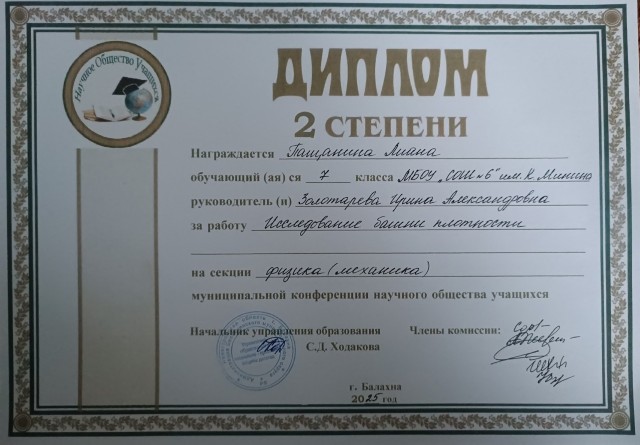 Научное Общество Учащихся
ДИПЛОМ
2 СТЕПЕНИ
Награждается Пащанина Лиана
обучающий (ая) ся 7 класса МБОУ „СОШ №6" им. К. Минина
руководитель (и) Золотарева Ирина Александровна
за работу Исследование башни плотности
на секции физика (механика)
муниципальной конференции научного общества учащихся
Начальник управления образования
С.Д. Ходакова
Члены комиссии:
г. Балахна
2025 год